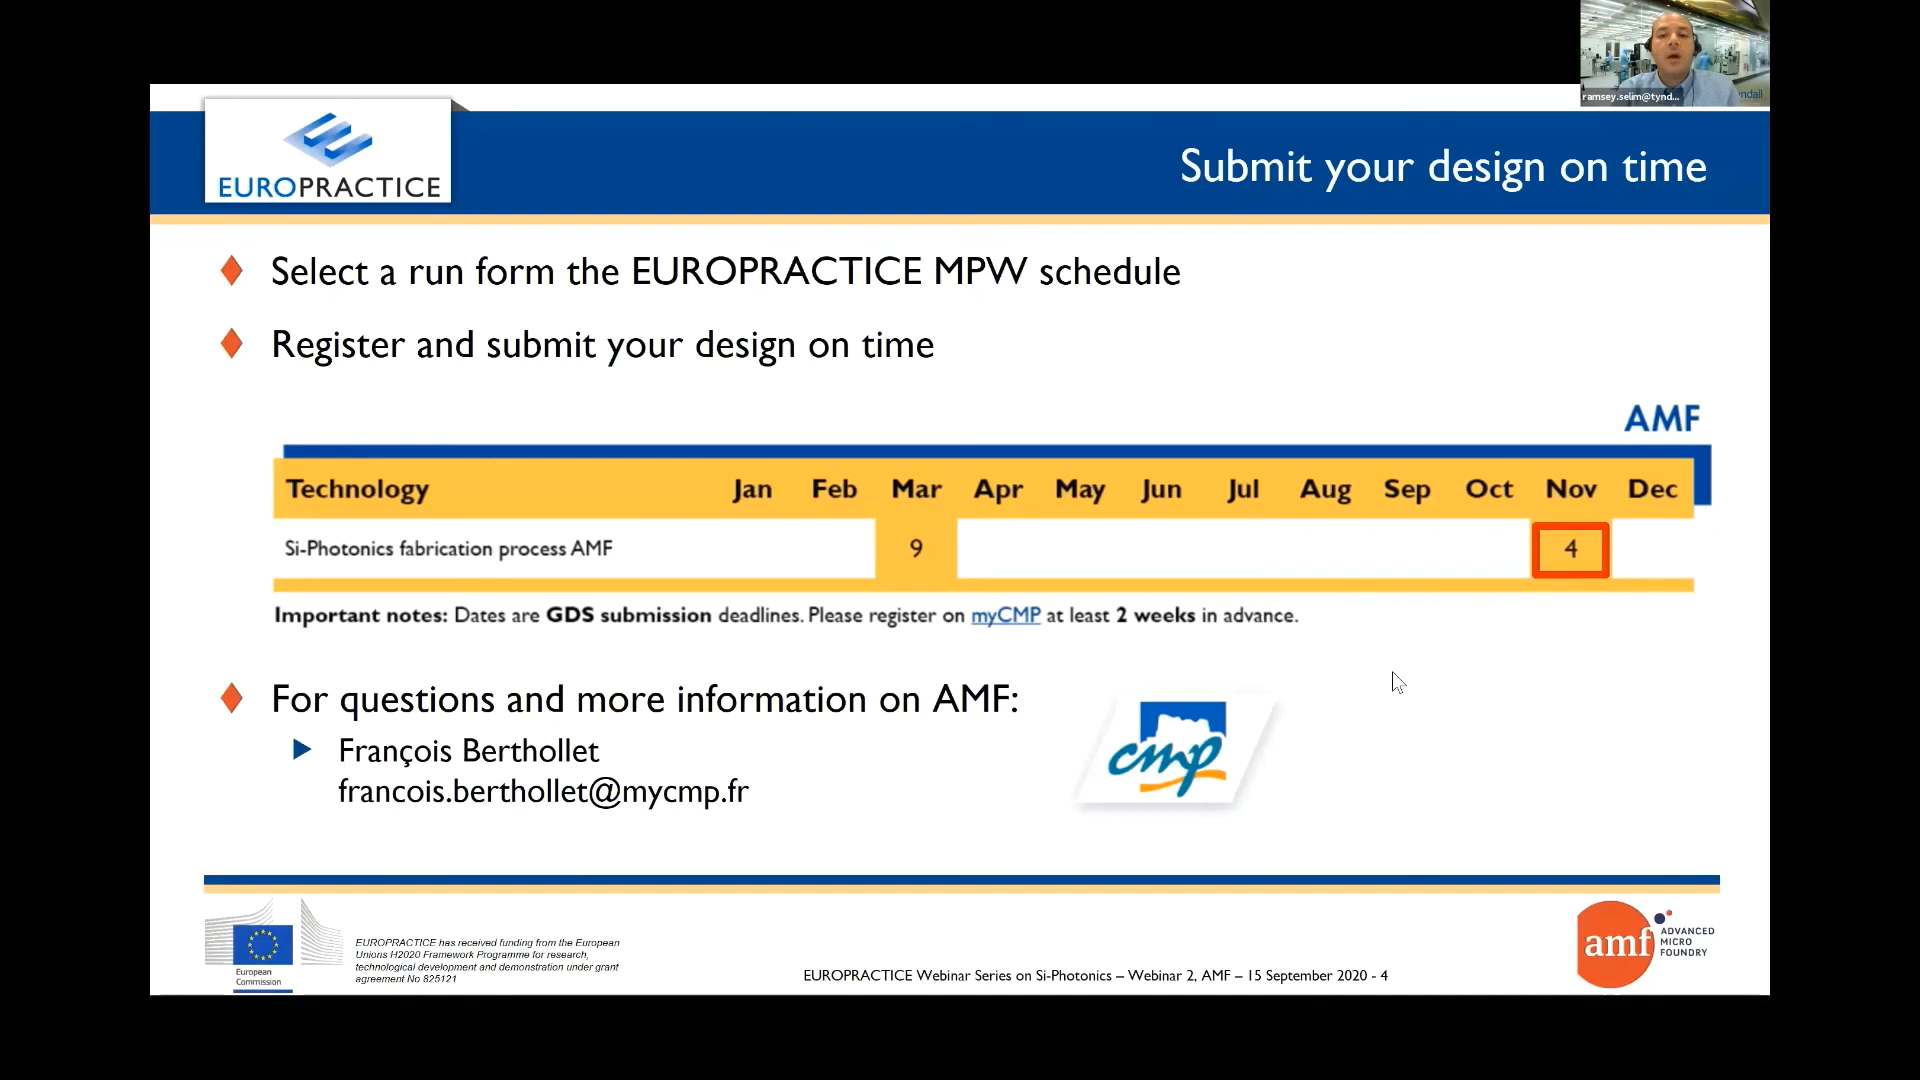 ramsey.selim@tynd...
ndall
EUROPRACTICE
Submit your design on time
Select a run form the EUROPRACTICE MPW schedule
Register and submit your design on time
AMF
Technology Jan Feb Mar Apr May Jun Jul Aug Sep Oct Nov Dec
Si-Photonics fabrication process AMF 9 4
Important notes: Dates are GDS submission deadlines. Please register on myCMP at least 2 weeks in advance.
For questions and more information on AMF:
François Berthollet
francois.berthollet@mycmp.fr
cmp
European
Commission
EUROPRACTICE has received funding from the European
Unions H2020 Framework Programme for research,
technological development and demonstration under grant
agreement No 825121
EUROPRACTICE Webinar Series on Si-Photonics – Webinar 2, AMF – 15 September 2020 - 4
amf
ADVANCED
MICRO
FOUNDRY